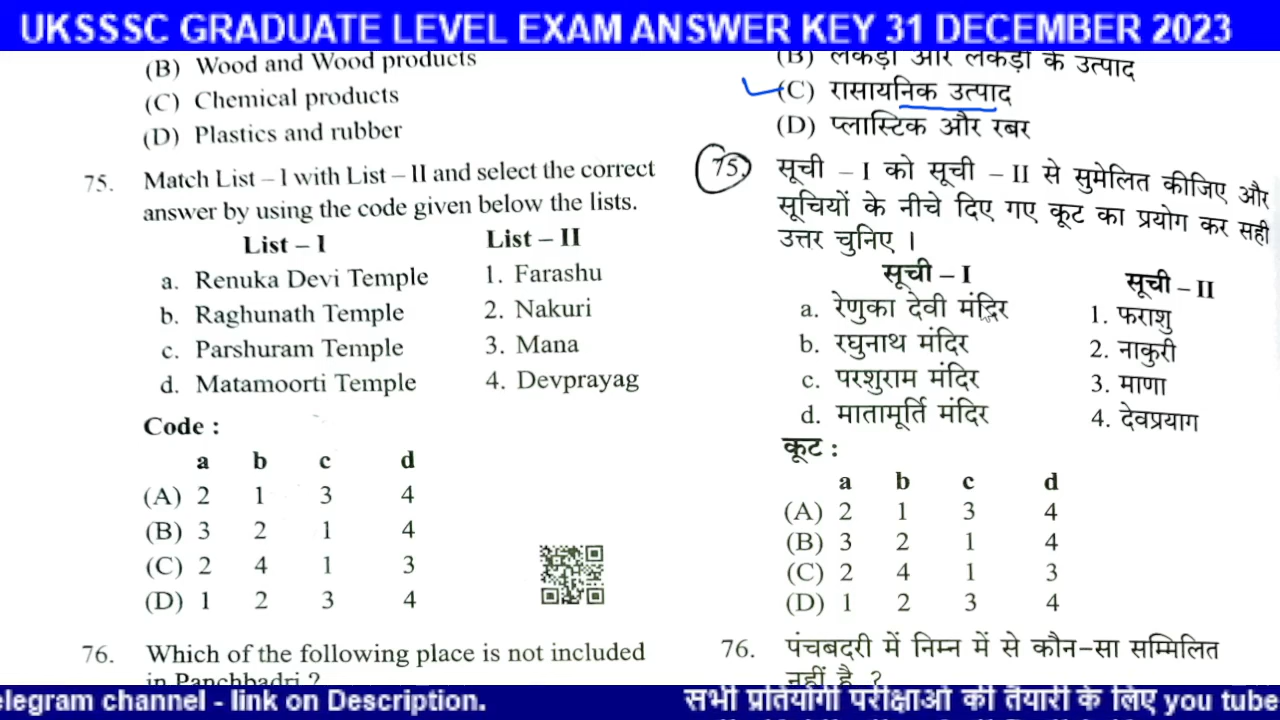 UKSSSC GRADUATE LEVEL EXAM ANSWER KEY 31 DECEMBER 2023
(B) Wood and Wood products
(C) Chemical products
(D) Plastics and rubber
75. Match List – I with List – II and select the correct
answer by using the code given below the lists.
List – I List – II
a. Renuka Devi Temple 1. Farashu
b. Raghunath Temple 2. Nakuri
c. Parshuram Temple 3. Mana
d. Matamoorti Temple 4. Devprayag
Code :
a b c d
(A) 2 1 3 4
(B) 3 2 1 4
(C) 2 4 1 3
(D) 1 2 3 4
76. Which of the following place is not included
in Panchbadri ?
(B) लकड़ी और लकड़ी के उत्पाद
(C) रासायनिक उत्पाद
(D) प्लास्टिक और रबर
75. सूची – I को सूची – II से सुमेलित कीजिए और
सूचियों के नीचे दिए गए कूट का प्रयोग कर सही
उत्तर चुनिए ।
सूची – I सूची – II
a. रेणुका देवी मंदिर 1. फराशु
b. रघुनाथ मंदिर 2. नाकुरी
c. परशुराम मंदिर 3. माणा
d. मातामूर्ति मंदिर 4. देवप्रयाग
कूट :
a b c d
(A) 2 1 3 4
(B) 3 2 1 4
(C) 2 4 1 3
(D) 1 2 3 4
76. पंचबदरी में निम्न में से कौन-सा सम्मिलित
नहीं है ?
elegram channel - link on Description.
सभी प्रतियोगी परीक्षाओं की तैयारी के लिए you tube